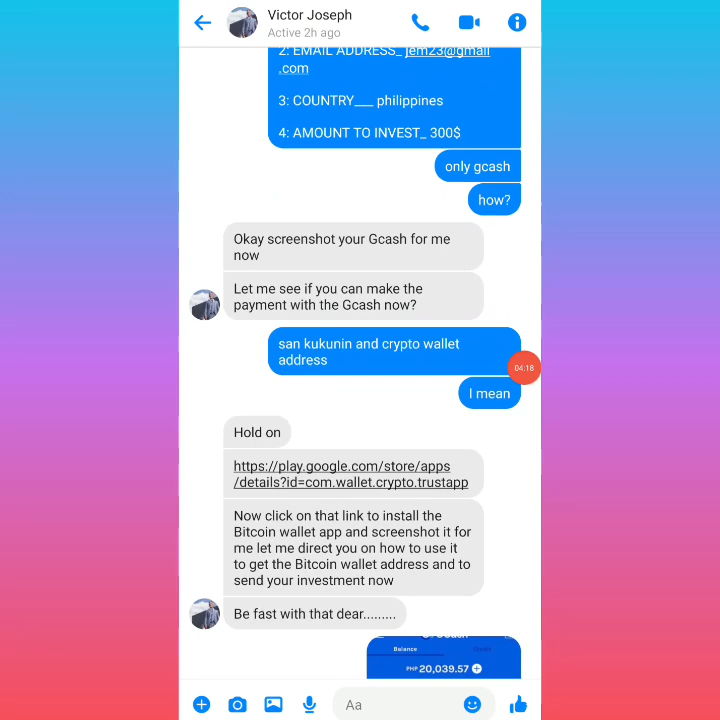 Victor Joseph
Active 2h ago
2: EMAIL ADDRESS_ jem23@gmail
.com
3: COUNTRY___ philippines
4: AMOUNT TO INVEST_ 300$
only gcash
how?
Okay screenshot your Gcash for me
now
Let me see if you can make the
payment with the Gcash now?
san kukunin and crypto wallet
address
04:18
I mean
Hold on
https://play.google.com/store/apps
/details?id=com.wallet.crypto.trustapp
Now click on that link to install the
Bitcoin wallet app and screenshot it for
me let me direct you on how to use it
to get the Bitcoin wallet address and to
send your investment now
Be fast with that dear.........
Balance
PHP 20,039.57
Aa